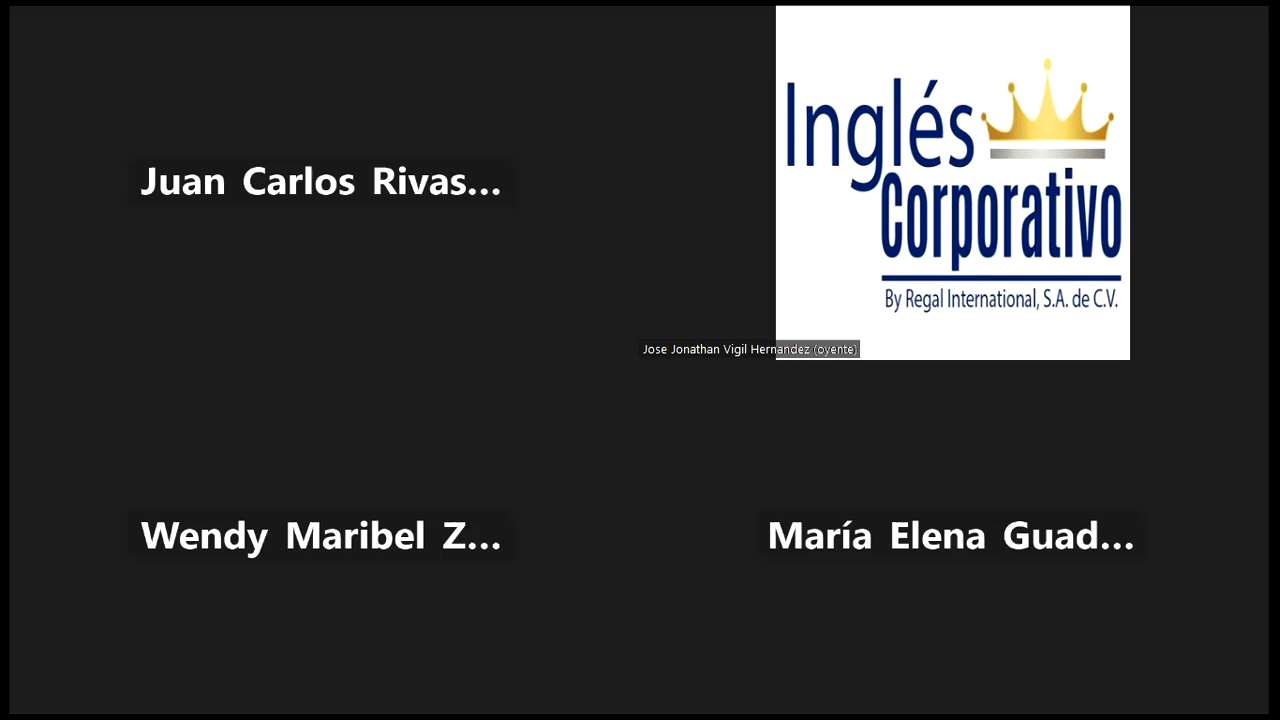 Juan Carlos Rivas...
Inglés
Corporativo
By Regal International, S.A. de C.V.
Jose Jonathan Vigil Hernandez (oyente)
Wendy Maribel Z...
María Elena Guad...